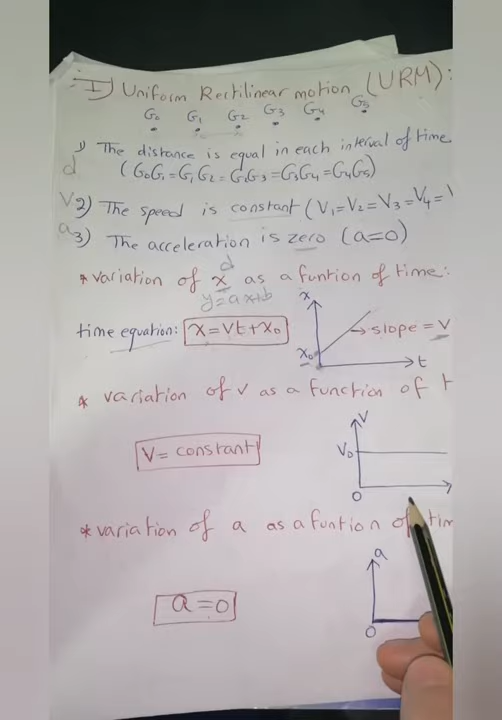 I) Uniform Rectilinear motion (URM):
G0 G1 G2 G3 G4 G5
1) The distance is equal in each interval of time
d
(G0G1=G1G2=G2G3=G3G4=G4G5)
V 2) The speed is constant (V1=V2=V3=V4=
a 3) The acceleration is zero (a=0)
d
* variation of x as a funtion of time:
y=ax+b
x
time equation: x=Vt+x0
slope = V
x0
t
* variation of v as a function of t
V
V= constant
V0
0
* variation of a as a funtion of tim
a
a=0
0